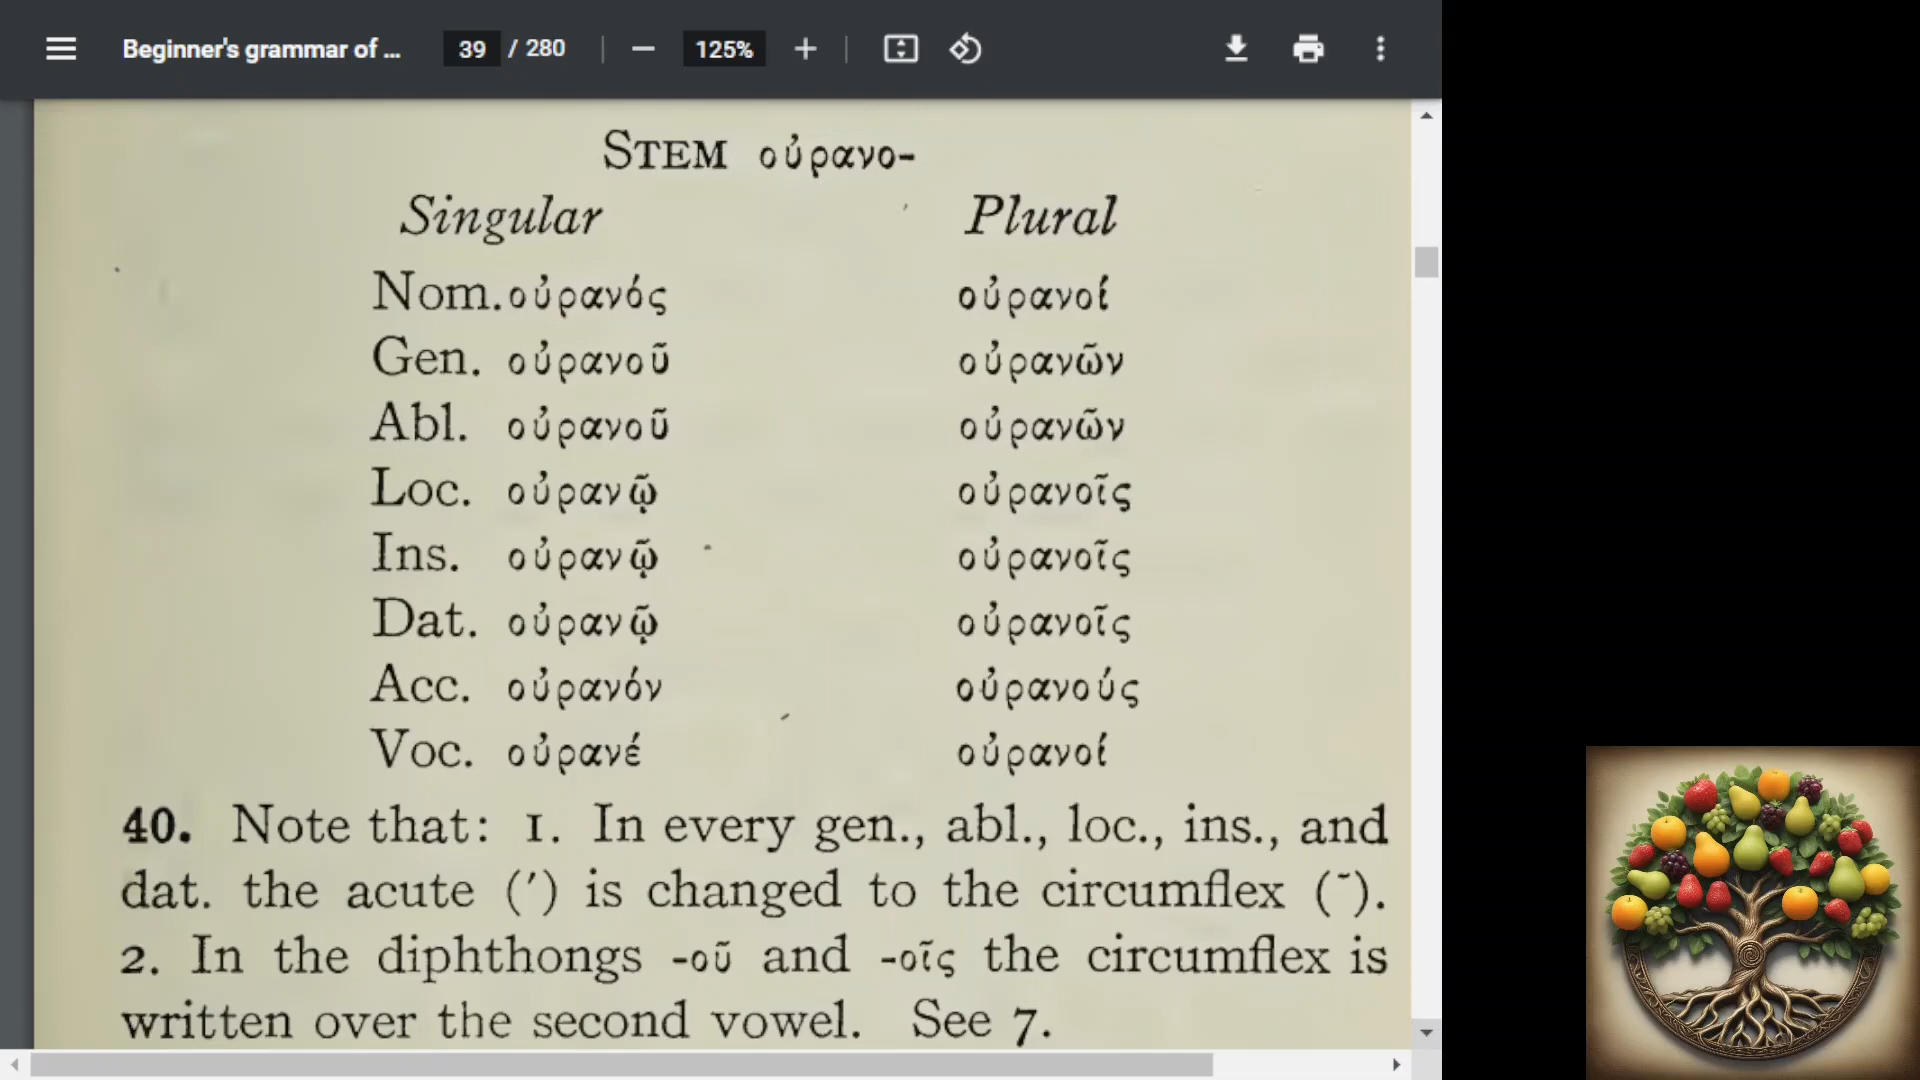 Beginner's grammar of ... 39 / 280 125%
STEM οὐρανο-
Singular Plural
Nom. οὐρανός οὐρανοί
Gen. οὐρανοῦ οὐρανῶν
Abl. οὐρανοῦ οὐρανῶν
Loc. οὐρανῷ οὐρανοῖς
Ins. οὐρανῷ οὐρανοῖς
Dat. οὐρανῷ οὐρανοῖς
Acc. οὐρανόν οὐρανούς
Voc. οὐρανέ οὐρανοί
40. Note that: 1. In every gen., abl., loc., ins., and
dat. the acute (´) is changed to the circumflex (῀).
2. In the diphthongs -οῦ and -οῖς the circumflex is
written over the second vowel. See 7.